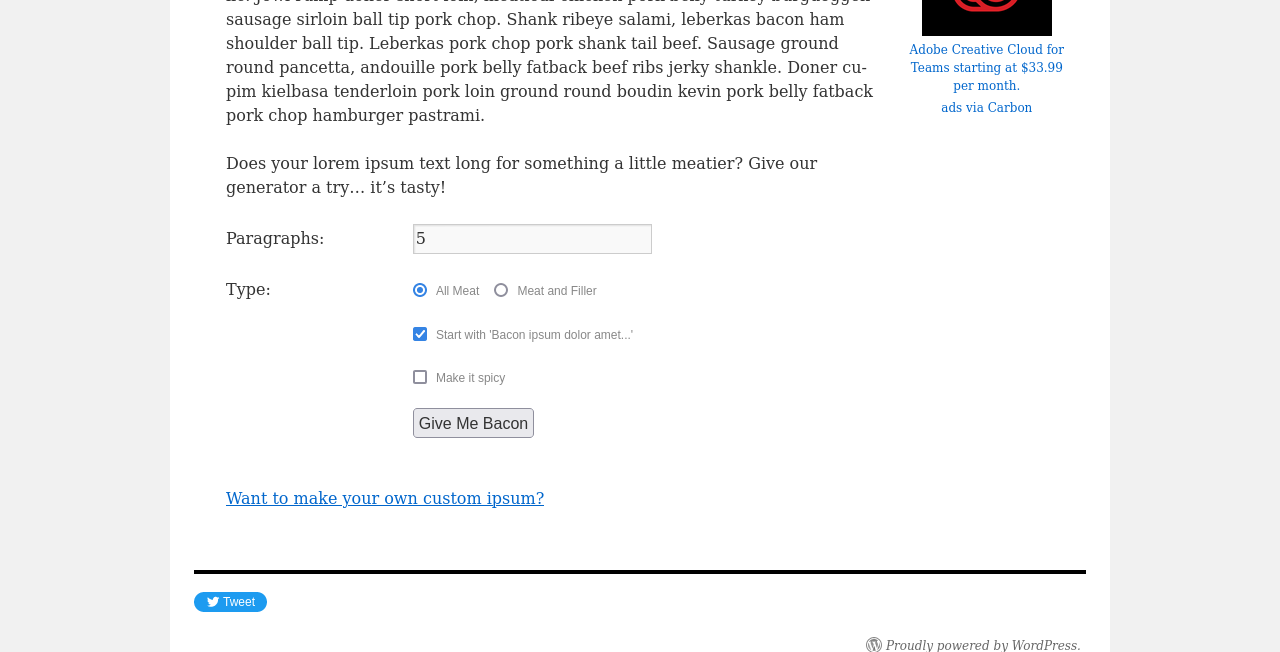 sausage sirloin ball tip pork chop. Shank ribeye salami, leberkas bacon ham
shoulder ball tip. Leberkas pork chop pork shank tail beef. Sausage ground
round pancetta, andouille pork belly fatback beef ribs jerky shankle. Doner cu-
pim kielbasa tenderloin pork loin ground round boudin kevin pork belly fatback
pork chop hamburger pastrami.
Does your lorem ipsum text long for something a little meatier? Give our
generator a try… it’s tasty!
Paragraphs: 5
Type: All Meat Meat and Filler
Start with 'Bacon ipsum dolor amet...'
Make it spicy
Give Me Bacon
Want to make your own custom ipsum?
Adobe Creative Cloud for
Teams starting at $33.99
per month.
ads via Carbon
Tweet
Proudly powered by WordPress.